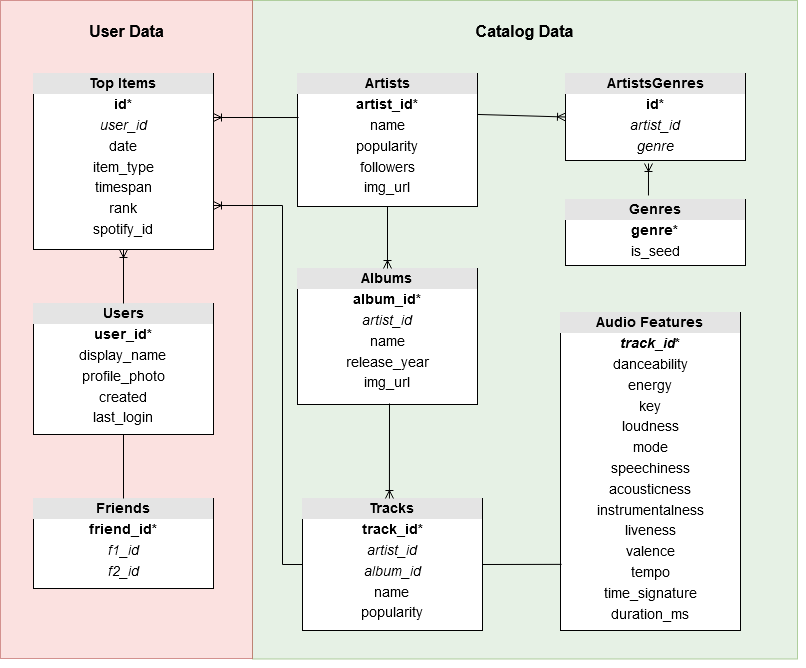 User Data
Catalog Data
Top Items
id*
user_id
date
item_type
timespan
rank
spotify_id
Users
user_id*
display_name
profile_photo
created
last_login
Friends
friend_id*
f1_id
f2_id
Artists
artist_id*
name
popularity
followers
img_url
Albums
album_id*
artist_id
name
release_year
img_url
Tracks
track_id*
artist_id
album_id
name
popularity
ArtistsGenres
id*
artist_id
genre
Genres
genre*
is_seed
Audio Features
track_id*
danceability
energy
key
loudness
mode
speechiness
acousticness
instrumentalness
liveness
valence
tempo
time_signature
duration_ms